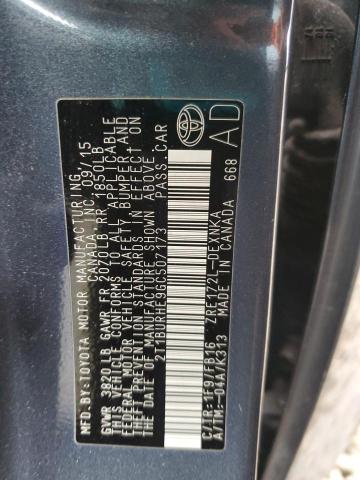 MFD.BY:TOYOTA MOTOR MANUFACTURING
CANADA, INC. 09/15
GVWR 3820LB GAWR FR 2020LB RR 1850LB
THIS VEHICLE CONFORMS TO ALL APPLICABLE
FEDERAL MOTOR VEHICLE SAFETY, BUMPER, AND
THEFT PREVENTION STANDARDS IN EFFECT ON
THE DATE OF MANUFACTURE SHOWN ABOVE.
2T1BURHE9GC507173 PASS.CAR
C/TR:1F9/FB16 ZRE172L-DEXNKA
A/TM:-04A/K313 MADE IN CANADA 668
AD